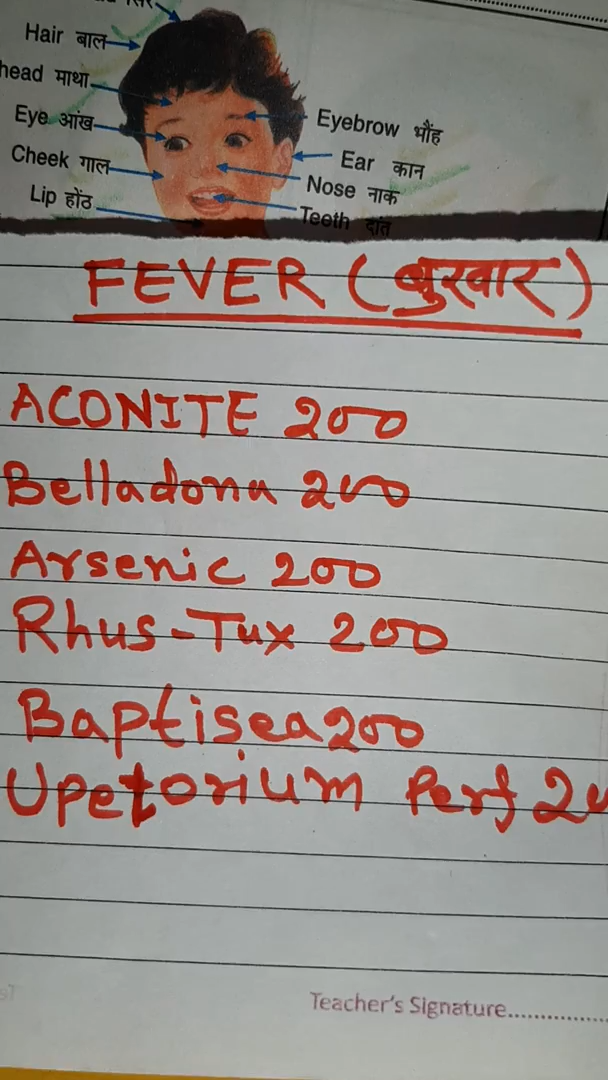 सिर
Hair बाल
head माथा
Eye आंख
Cheek गाल
Lip होंठ
Eyebrow भौंह
Ear कान
Nose नाक
Teeth दांत
FEVER (बुखार)
ACONITE 200
Belladona 200
Arsenic 200
Rhus-Tux 200
Baptisea 200
Upetorium Perf 20
Teacher's Signature